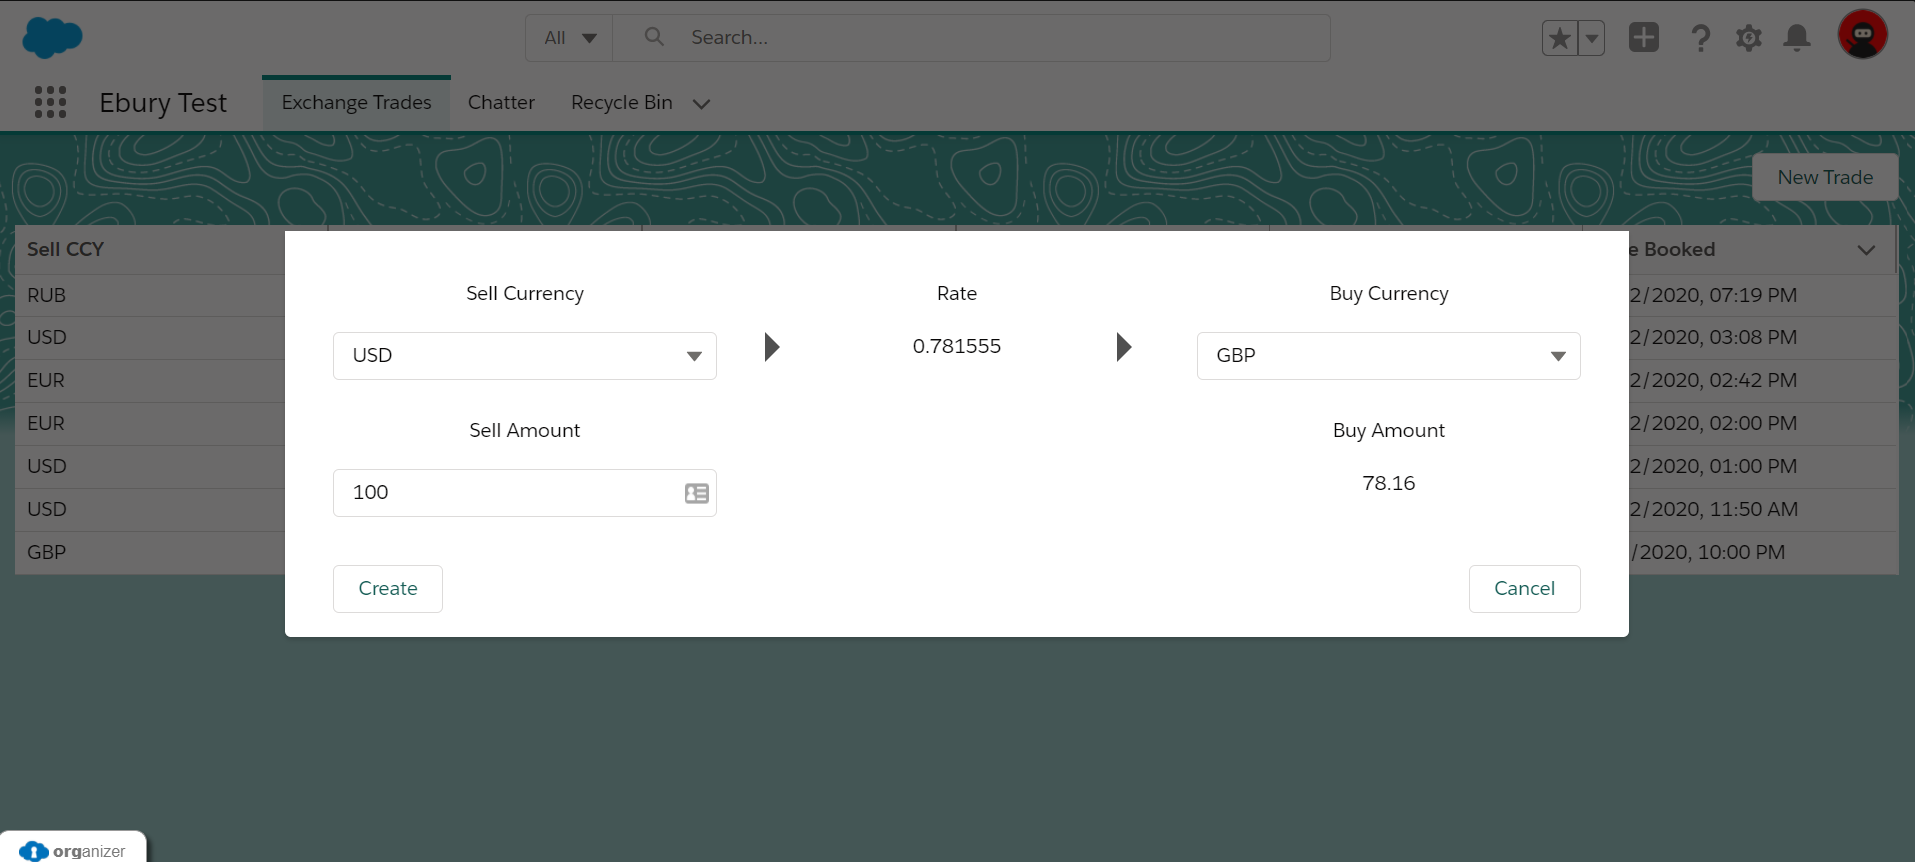 All Search...
Ebury Test Exchange Trades Chatter Recycle Bin
New Trade
Sell CCY
Booked
RUB
2/2020, 07:19 PM
USD
2/2020, 03:08 PM
EUR
2/2020, 02:42 PM
EUR
2/2020, 02:00 PM
USD
2/2020, 01:00 PM
USD
2/2020, 11:50 AM
GBP
/2020, 10:00 PM
Sell Currency Rate Buy Currency
USD 0.781555 GBP
Sell Amount Buy Amount
100 78.16
Create Cancel
organizer